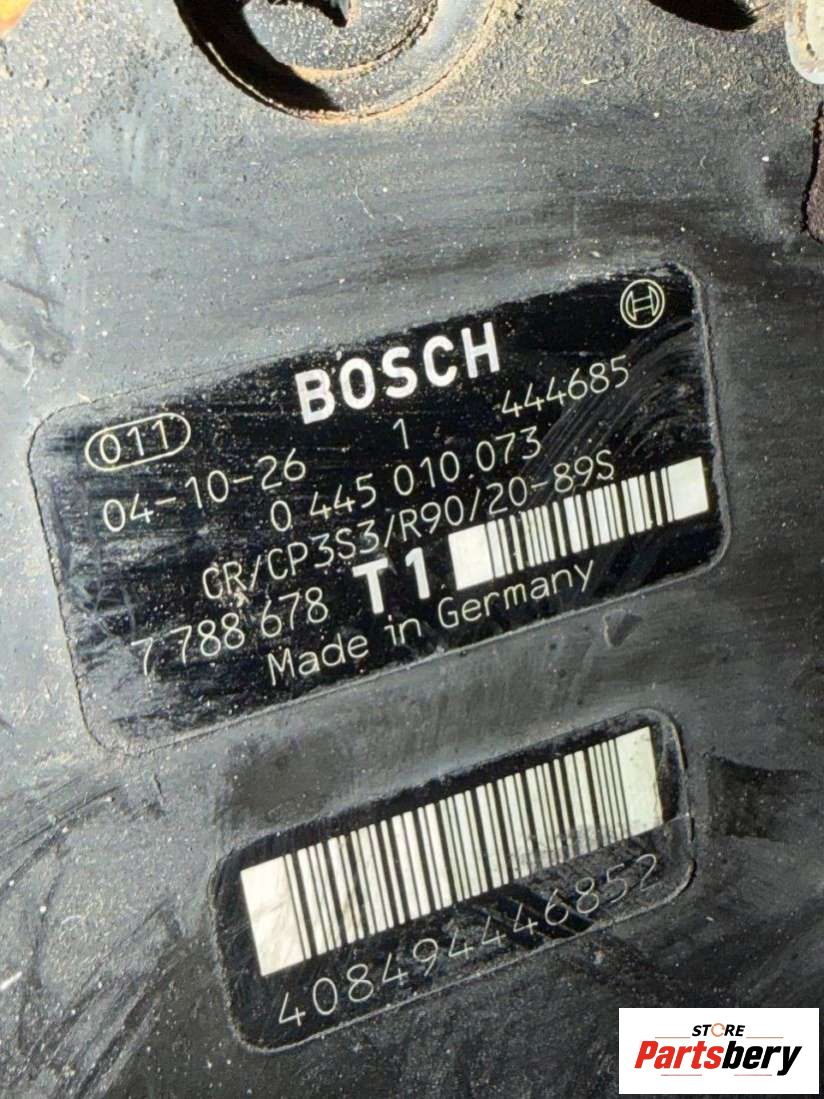 BOSCH
011
04-10-26 1 444685
0 445 010 073
CR/CP3S3/R90/20-89S
7 788 678 T1
Made in Germany
408494446852
STORE
Partsbery